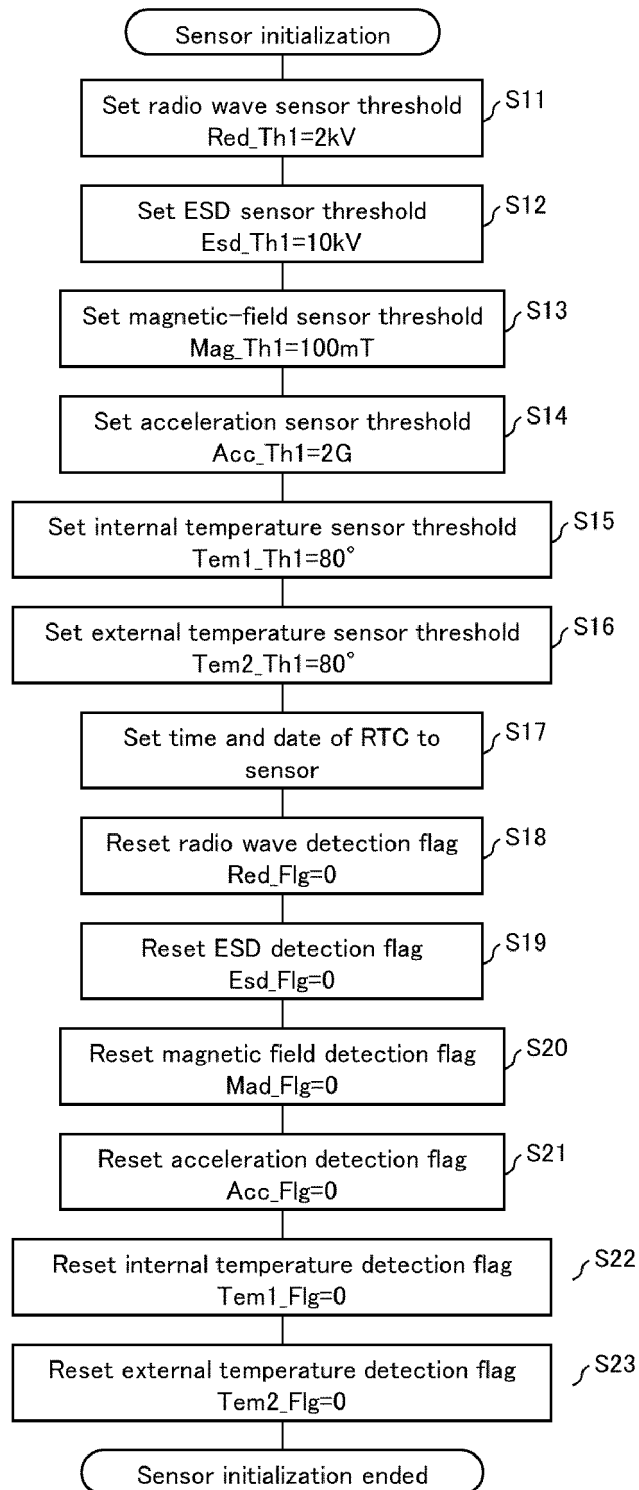 Sensor initialization
Set radio wave sensor threshold
Red_Th1=2kV
S11
Set ESD sensor threshold
Esd_Th1=10kV
S12
Set magnetic-field sensor threshold
Mag_Th1=100mT
S13
Set acceleration sensor threshold
Acc_Th1=2G
S14
Set internal temperature sensor threshold
Tem1_Th1=80°
S15
Set external temperature sensor threshold
Tem2_Th1=80°
S16
Set time and date of RTC to
sensor
S17
Reset radio wave detection flag
Red_Flg=0
S18
Reset ESD detection flag
Esd_Flg=0
S19
Reset magnetic field detection flag
Mad_Flg=0
S20
Reset acceleration detection flag
Acc_Flg=0
S21
Reset internal temperature detection flag
Tem1_Flg=0
S22
Reset external temperature detection flag
Tem2_Flg=0
S23
Sensor initialization ended